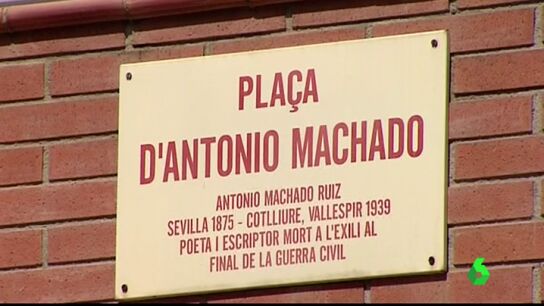 PLAÇA
D'ANTONIO MACHADO
ANTONIO MACHADO RUIZ
SEVILLA 1875 - COTLLIURE, VALLESPIR 1939
POETA I ESCRIPTOR MORT A L'EXILI AL
FINAL DE LA GUERRA CIVIL